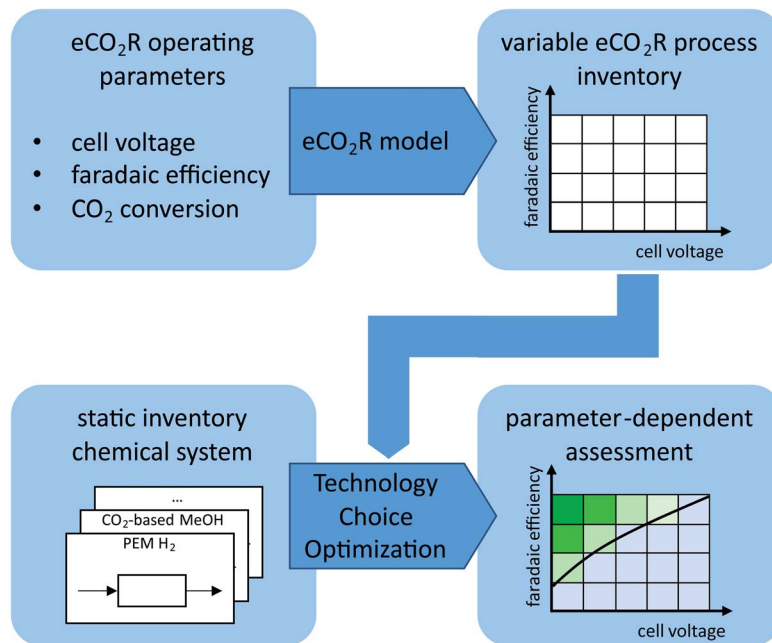 eCO₂R operating
parameters
• cell voltage
• faradaic efficiency
• CO₂ conversion
eCO₂R model
variable eCO₂R process
inventory
faradaic efficiency
cell voltage
static inventory
chemical system
...
CO₂-based MeOH
PEM H₂
Technology
Choice
Optimization
parameter-dependent
assessment
faradaic efficiency
cell voltage